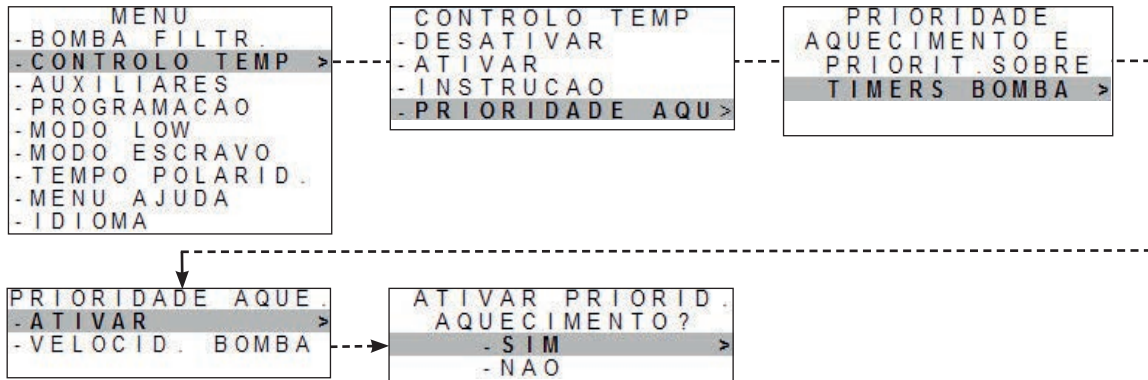 MENU
-BOMBA FILTR.
-CONTROLO TEMP >
-AUXILIARES
-PROGRAMACAO
-MODO LOW
-MODO ESCRAVO
-TEMPO POLARID.
-MENU AJUDA
-IDIOMA
CONTROLO TEMP
-DESATIVAR
-ATIVAR
-INSTRUCAO
-PRIORIDADE AQU>
PRIORIDADE
AQUECIMENTO E
PRIORIT.SOBRE
TIMERS BOMBA >
PRIORIDADE AQUE.
-ATIVAR >
-VELOCID. BOMBA
ATIVAR PRIORID.
AQUECIMENTO?
-SIM >
-NAO